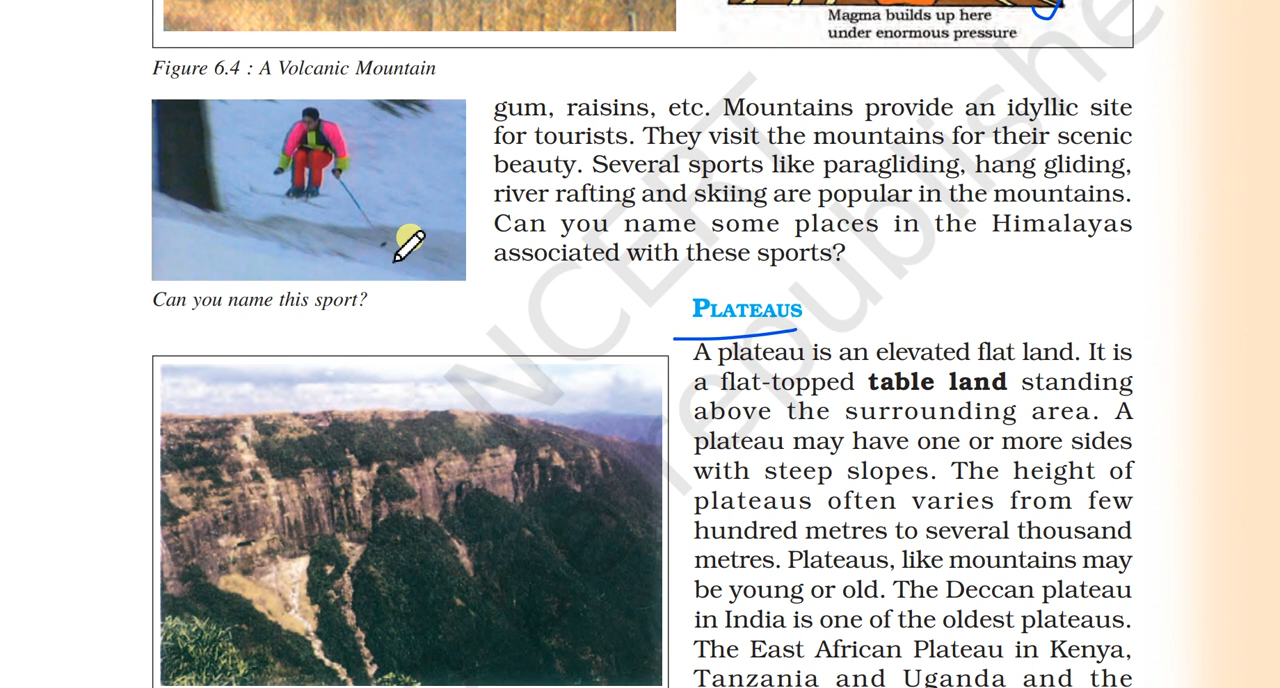 Magma builds up here
under enormous pressure
Figure 6.4 : A Volcanic Mountain
gum, raisins, etc. Mountains provide an idyllic site
for tourists. They visit the mountains for their scenic
beauty. Several sports like paragliding, hang gliding,
river rafting and skiing are popular in the mountains.
Can you name some places in the Himalayas
associated with these sports?
Can you name this sport?
PLATEAUS
A plateau is an elevated flat land. It is
a flat-topped table land standing
above the surrounding area. A
plateau may have one or more sides
with steep slopes. The height of
plateaus often varies from few
hundred metres to several thousand
metres. Plateaus, like mountains may
be young or old. The Deccan plateau
in India is one of the oldest plateaus.
The East African Plateau in Kenya,
Tanzania and Uganda and the
NCERT
republishe